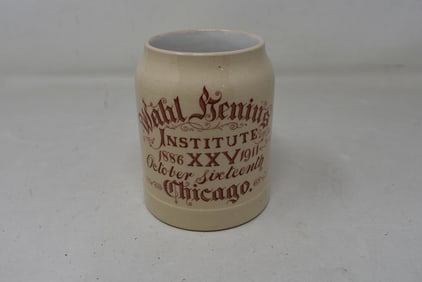 Wahl Henius
INSTITUTE
1886 XXV 1911
October Sixteenth
Chicago.